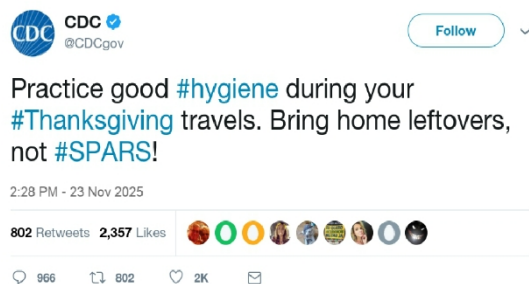 CDC
CDC
@CDCgov
Follow
Practice good #hygiene during your
#Thanksgiving travels. Bring home leftovers,
not #SPARS!
2:28 PM - 23 Nov 2025
802 Retweets 2,357 Likes
966 802 2K